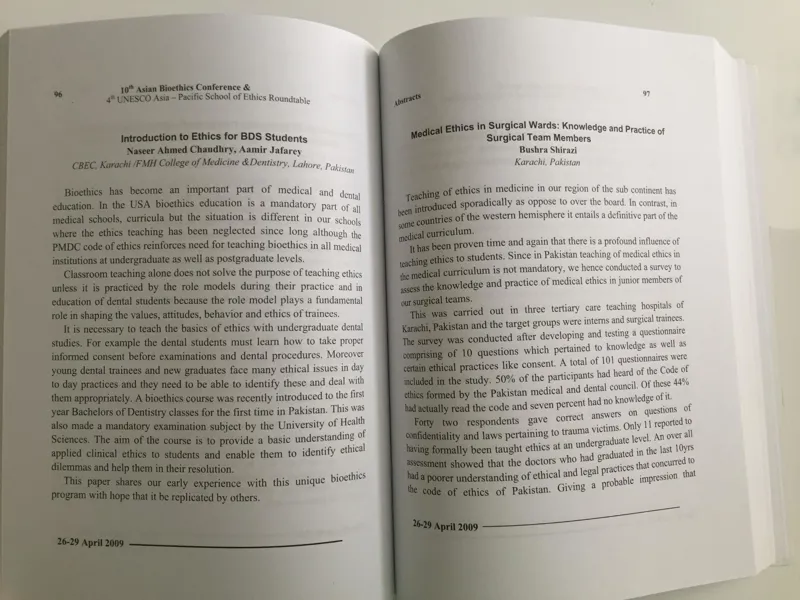 96
10th Asian Bioethics Conference &
4th UNESCO Asia – Pacific School of Ethics Roundtable
Introduction to Ethics for BDS Students
Naseer Ahmed Chaudhry, Aamir Jafarey
CBEC, Karachi /FMH College of Medicine &Dentistry, Lahore, Pakistan
Bioethics has become an important part of medical and dental
education. In the USA bioethics education is a mandatory part of all
medical schools, curricula but the situation is different in our schools
where the ethics teaching has been neglected since long although the
PMDC code of ethics reinforces need for teaching bioethics in all medical
institutions at undergraduate as well as postgraduate levels.
Classroom teaching alone does not solve the purpose of teaching ethics
unless it is practiced by the role models during their practice and in
education of dental students because the role model plays a fundamental
role in shaping the values, attitudes, behavior and ethics of trainees.
It is necessary to teach the basics of ethics with undergraduate dental
studies. For example the dental students must learn how to take proper
informed consent before examinations and dental procedures. Moreover
young dental trainees and new graduates face many ethical issues in day
to day practices and they need to be able to identify these and deal with
them appropriately. A bioethics course was recently introduced to the first
year Bachelors of Dentistry classes for the first time in Pakistan. This was
also made a mandatory examination subject by the University of Health
Sciences. The aim of the course is to provide a basic understanding of
applied clinical ethics to students and enable them to identify ethical
dilemmas and help them in their resolution.
This paper shares our early experience with this unique bioethics
program with hope that it be replicated by others.
26-29 April 2009
Abstracts
97
Medical Ethics in Surgical Wards: Knowledge and Practice of
Surgical Team Members
Bushra Shirazi
Karachi, Pakistan
Teaching of ethics in medicine in our region of the sub continent has
been introduced sporadically as oppose to over the board. In contrast, in
some countries of the western hemisphere it entails a definitive part of the
medical curriculum.
It has been proven time and again that there is a profound influence of
teaching ethics to students. Since in Pakistan teaching of medical ethics in
the medical curriculum is not mandatory, we hence conducted a survey to
assess the knowledge and practice of medical ethics in junior members of
our surgical teams.
This was carried out in three tertiary care teaching hospitals of
Karachi, Pakistan and the target groups were interns and surgical trainees.
The survey was conducted after developing and testing a questionnaire
comprising of 10 questions which pertained to knowledge as well as
certain ethical practices like consent. A total of 101 questionnaires were
included in the study. 50% of the participants had heard of the Code of
ethics formed by the Pakistan medical and dental council. Of these 44%
had actually read the code and seven percent had no knowledge of it.
Forty two respondents gave correct answers on questions of
confidentiality and laws pertaining to trauma victims. Only 11 reported to
having formally been taught ethics at an undergraduate level. An over all
assessment showed that the doctors who had graduated in the last 10yrs
had a poorer understanding of ethical and legal practices that concurred to
the code of ethics of Pakistan. Giving a probable impression that
26-29 April 2009